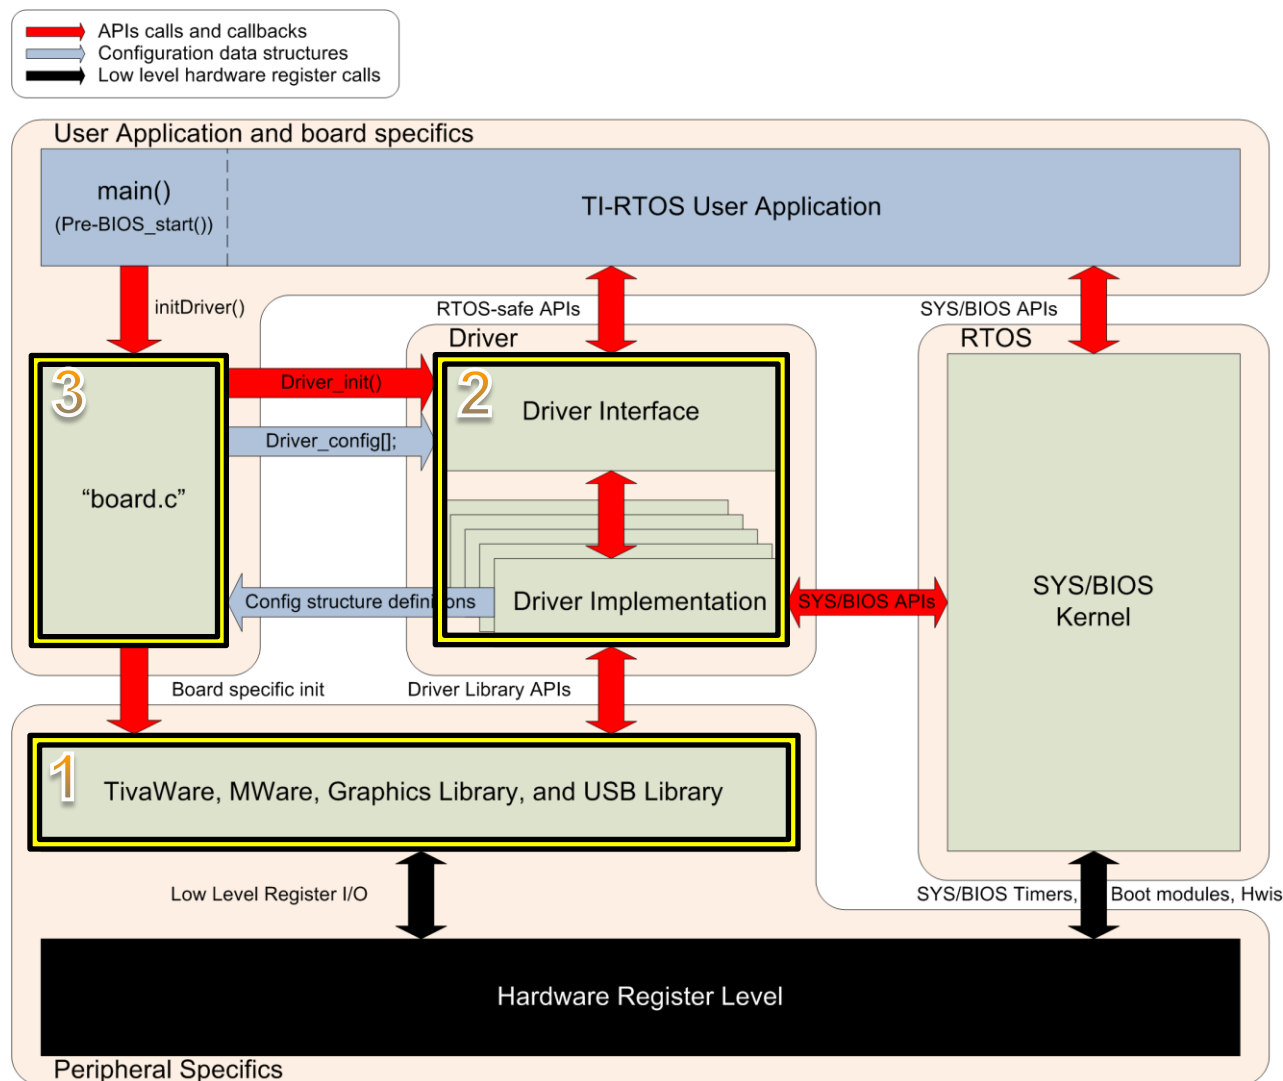 APIs calls and callbacks
Configuration data structures
Low level hardware register calls
User Application and board specifics
main()
(Pre-BIOS_start())
TI-RTOS User Application
initDriver()
RTOS-safe APIs
SYS/BIOS APIs
Driver
RTOS
3
Driver_init()
2
Driver Interface
Driver_config[];
“board.c”
Config structure definitions
Driver Implementation
SYS/BIOS APIs
SYS/BIOS
Kernel
Board specific init
Driver Library APIs
1
TivaWare, MWare, Graphics Library, and USB Library
Low Level Register I/O
SYS/BIOS Timers, Boot modules, Hwis
Hardware Register Level
Peripheral Specifics